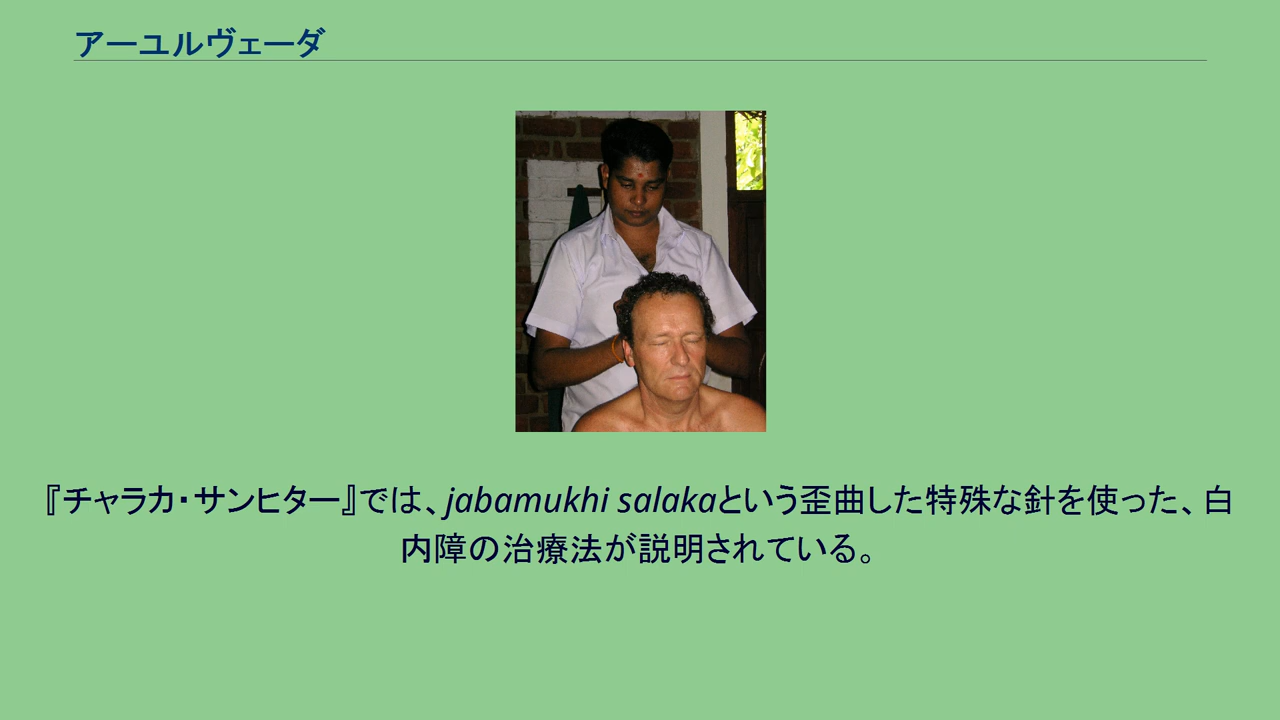 アーユルヴェーダ
『チャラカ・サンヒター』では、jabamukhi salakaという歪曲した特殊な針を使った、白
内障の治療法が説明されている。